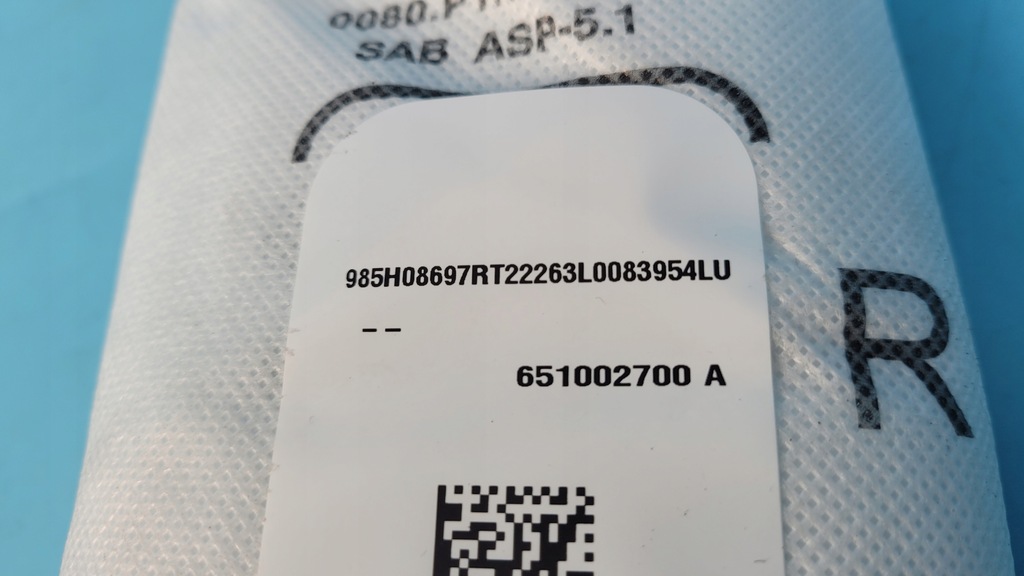 SAB ASP-5.1
985H08697RT22263L0083954LU
--
651002700 A
R